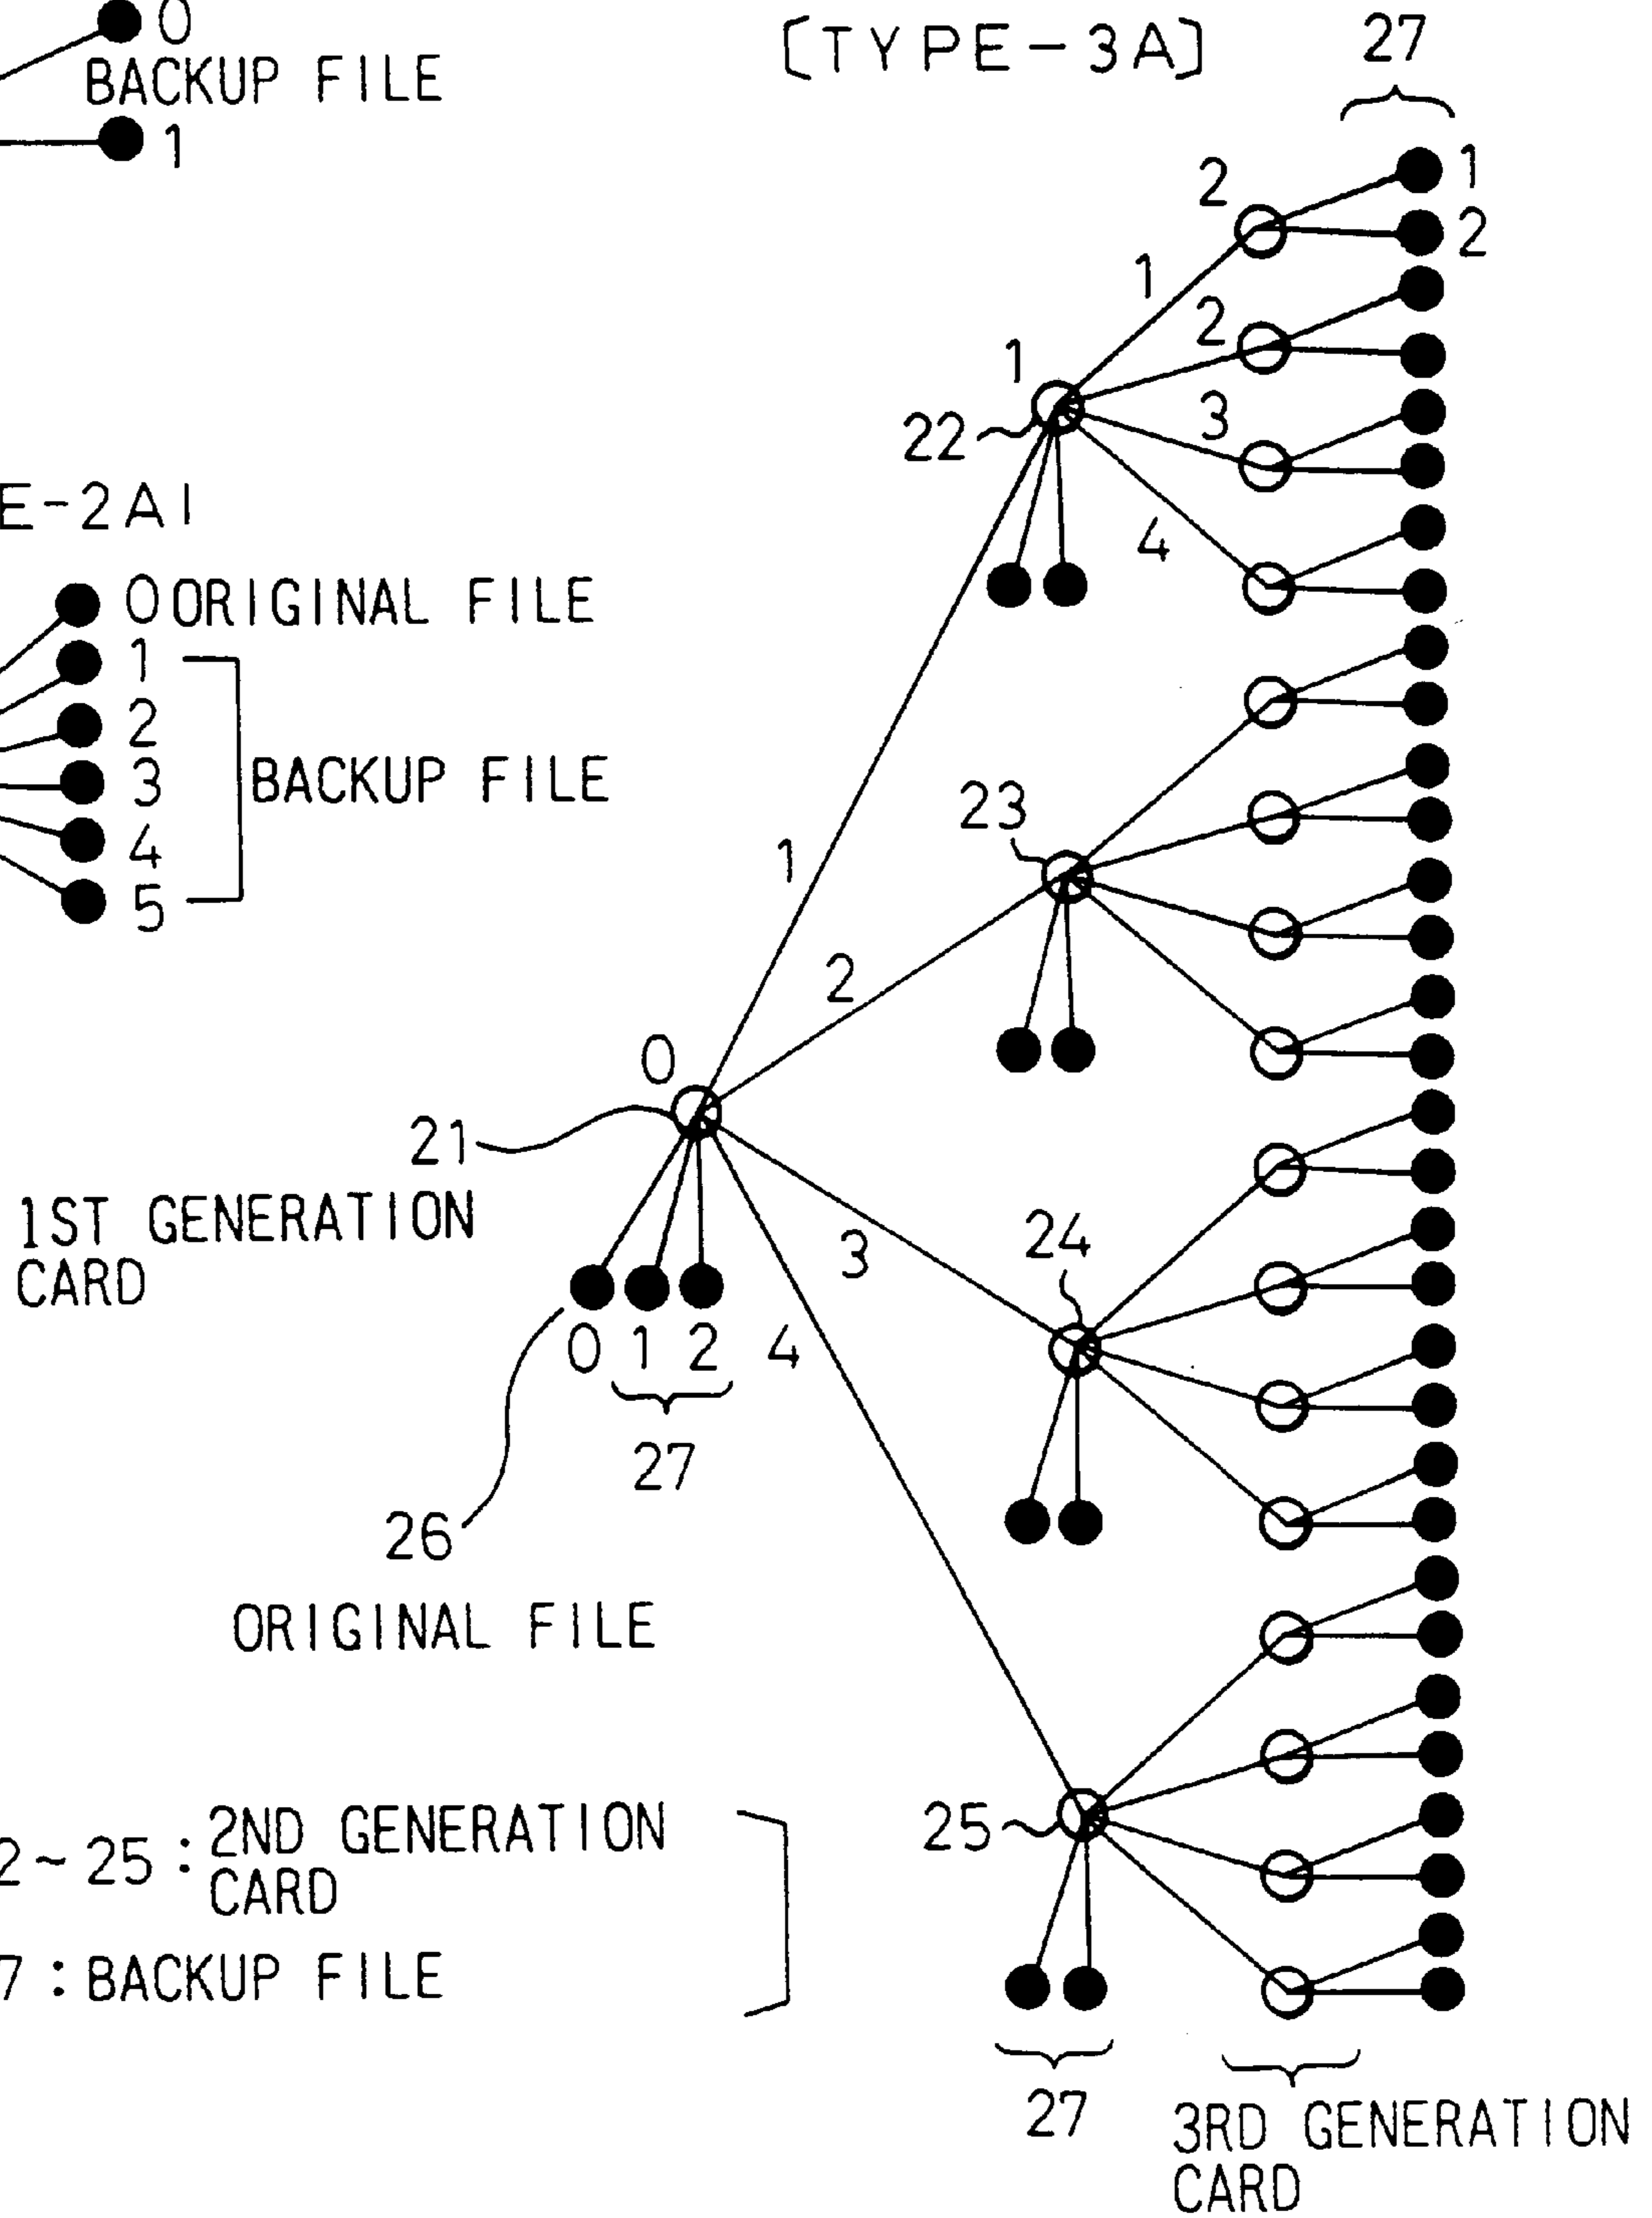 0
BACKUP FILE
1
[TYPE-3A]
27
1
2
2
1
2
1
22
3
4
E-2A1
0 ORIGINAL FILE
1
2
3
4
5
BACKUP FILE
23
1
2
0
21
1ST GENERATION
CARD
24
3
0 1 2 4
27
26
ORIGINAL FILE
25
2~25: 2ND GENERATION
CARD
7: BACKUP FILE
27
3RD GENERATION
CARD